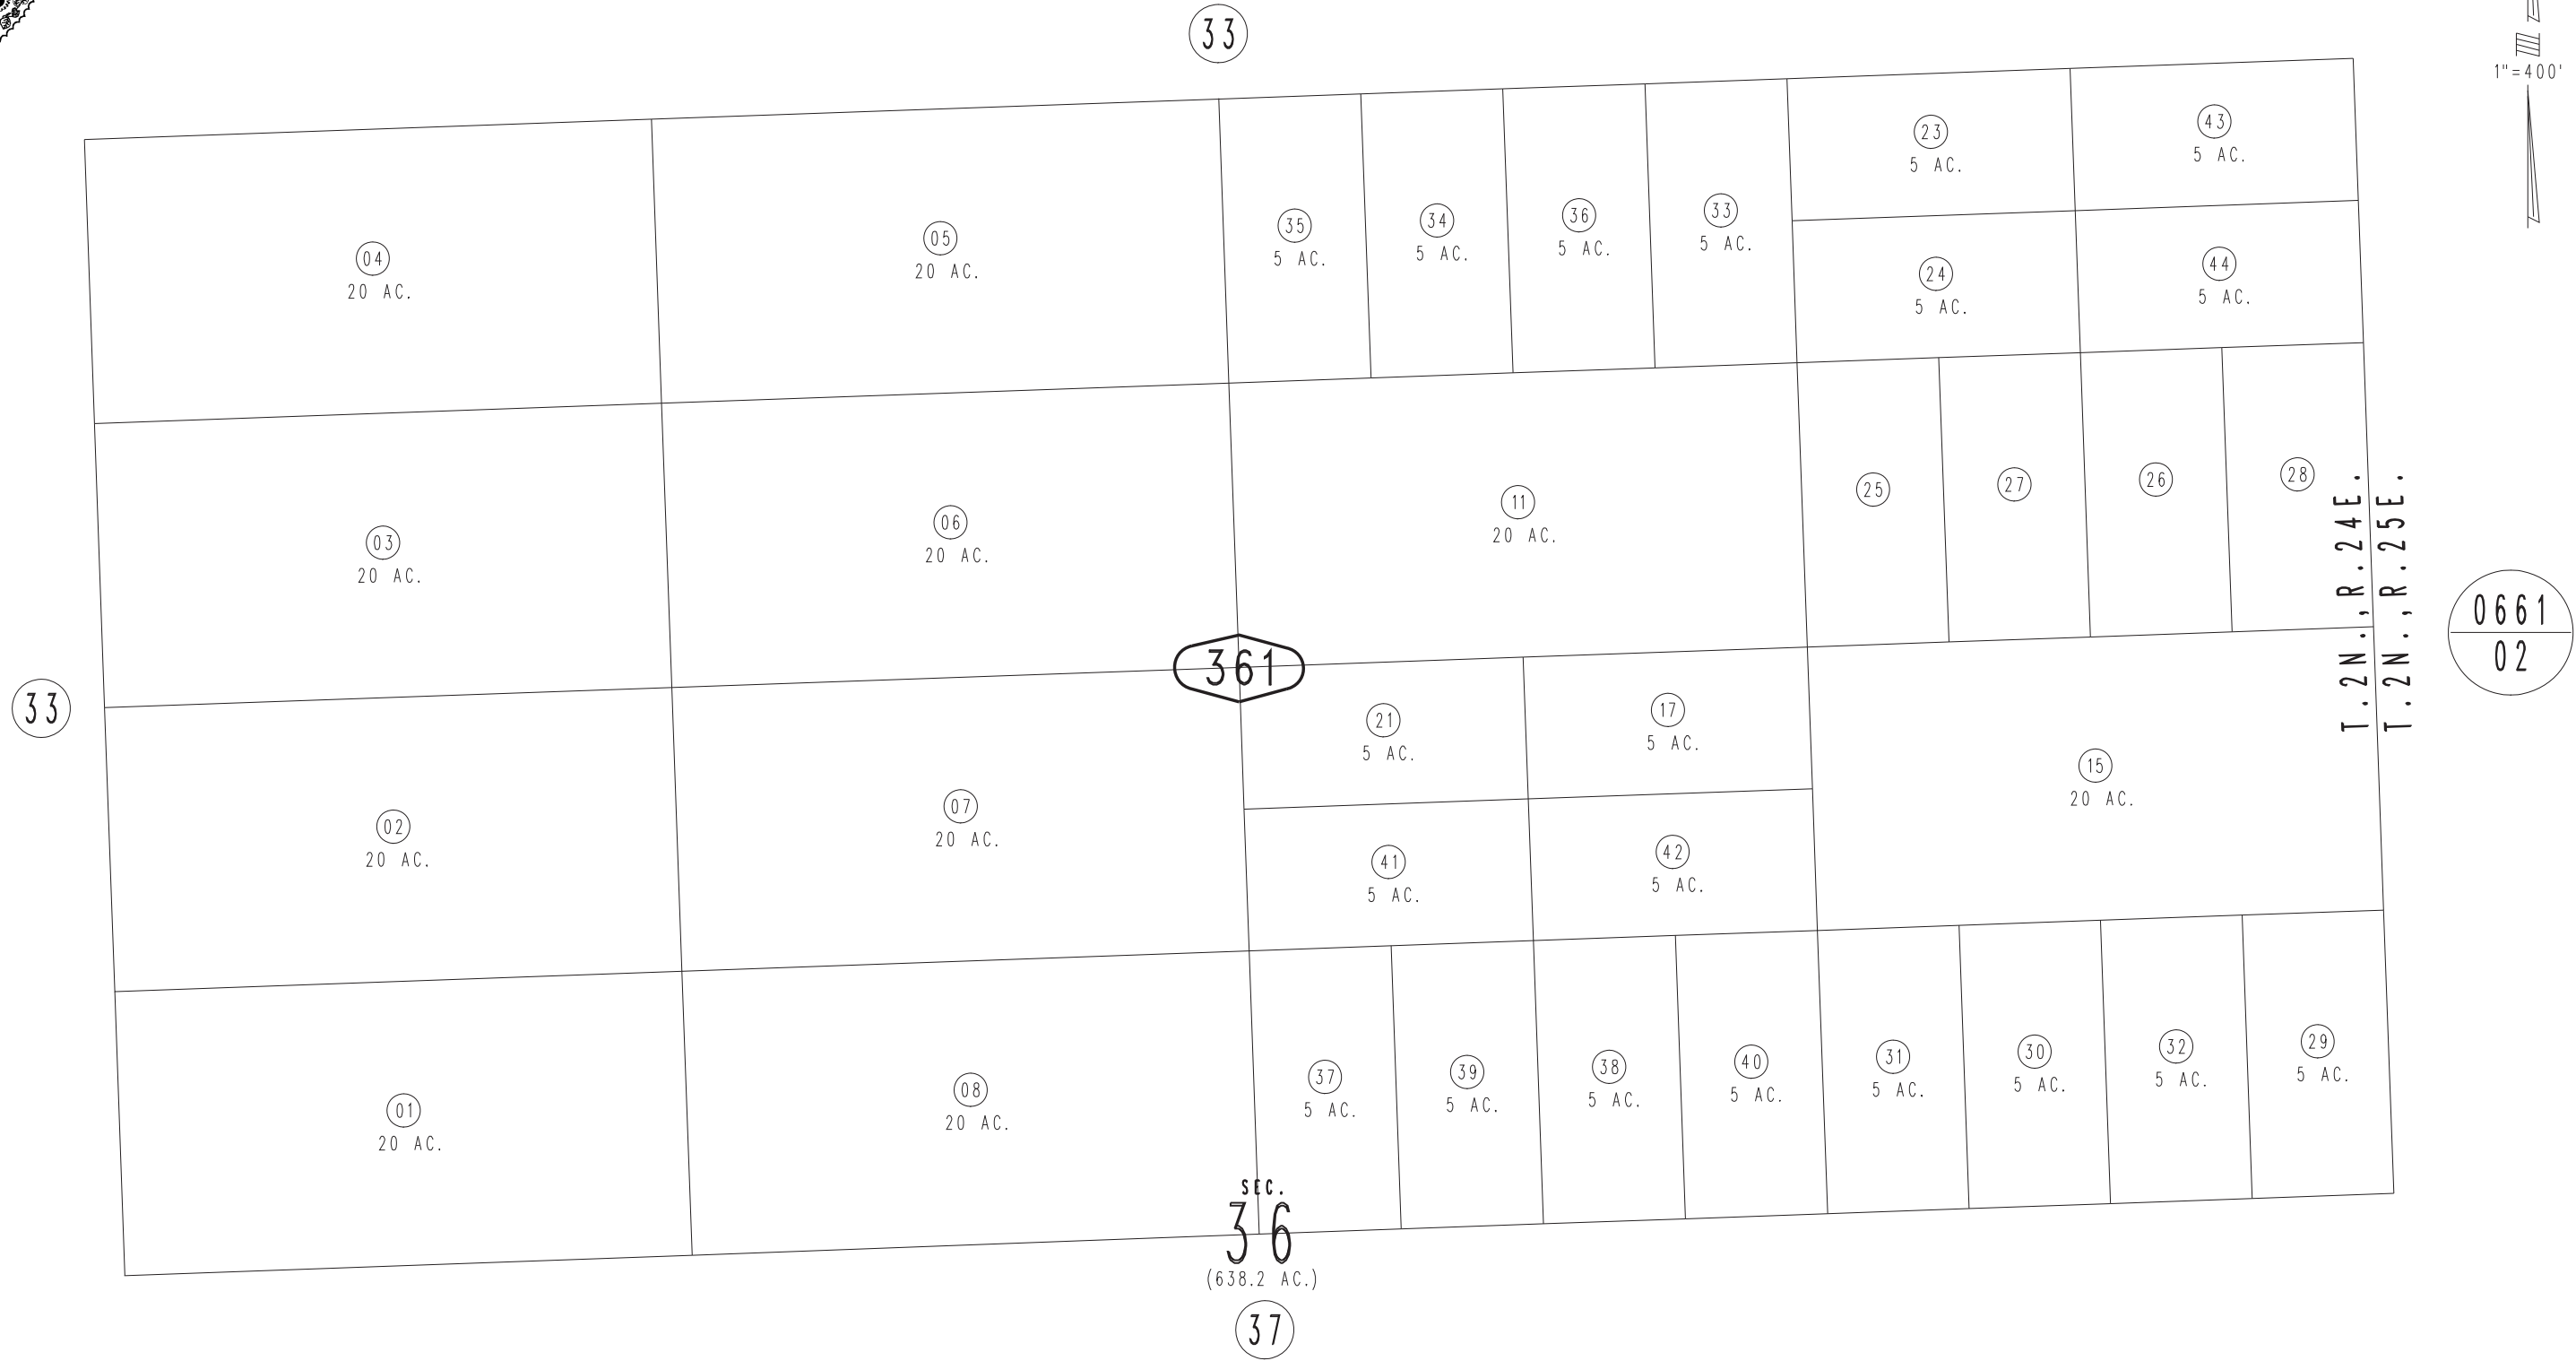 33
1"=400'
04
20 AC.
05
20 AC.
35
5 AC.
34
5 AC.
36
5 AC.
33
5 AC.
23
5 AC.
43
5 AC.
24
5 AC.
44
5 AC.
03
20 AC.
06
20 AC.
11
20 AC.
25
27
26
28
T.2N.,R.24E.
T.2N.,R.25E.
0661
02
361
33
02
20 AC.
07
20 AC.
21
5 AC.
17
5 AC.
41
5 AC.
42
5 AC.
15
20 AC.
01
20 AC.
08
20 AC.
37
5 AC.
39
5 AC.
38
5 AC.
40
5 AC.
31
5 AC.
30
5 AC.
32
5 AC.
29
5 AC.
SEC.
36
(638.2 AC.)
37